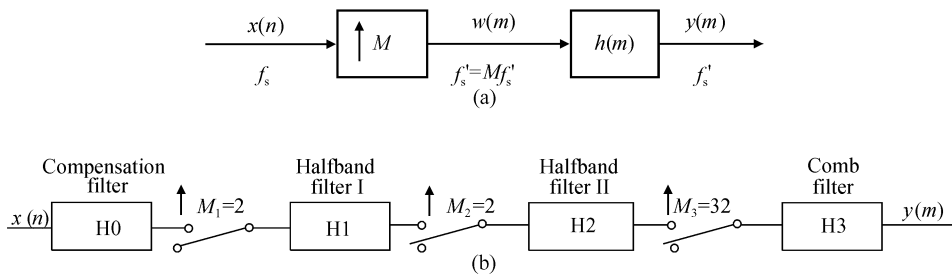 x(n) M w(m) h(m) y(m)
fs fs'=Mfs' fs'
(a)
Compensation filter Halfband filter I Halfband filter II Comb filter
x (n) H0 M1=2 H1 M2=2 H2 M3=32 H3 y(m)
(b)